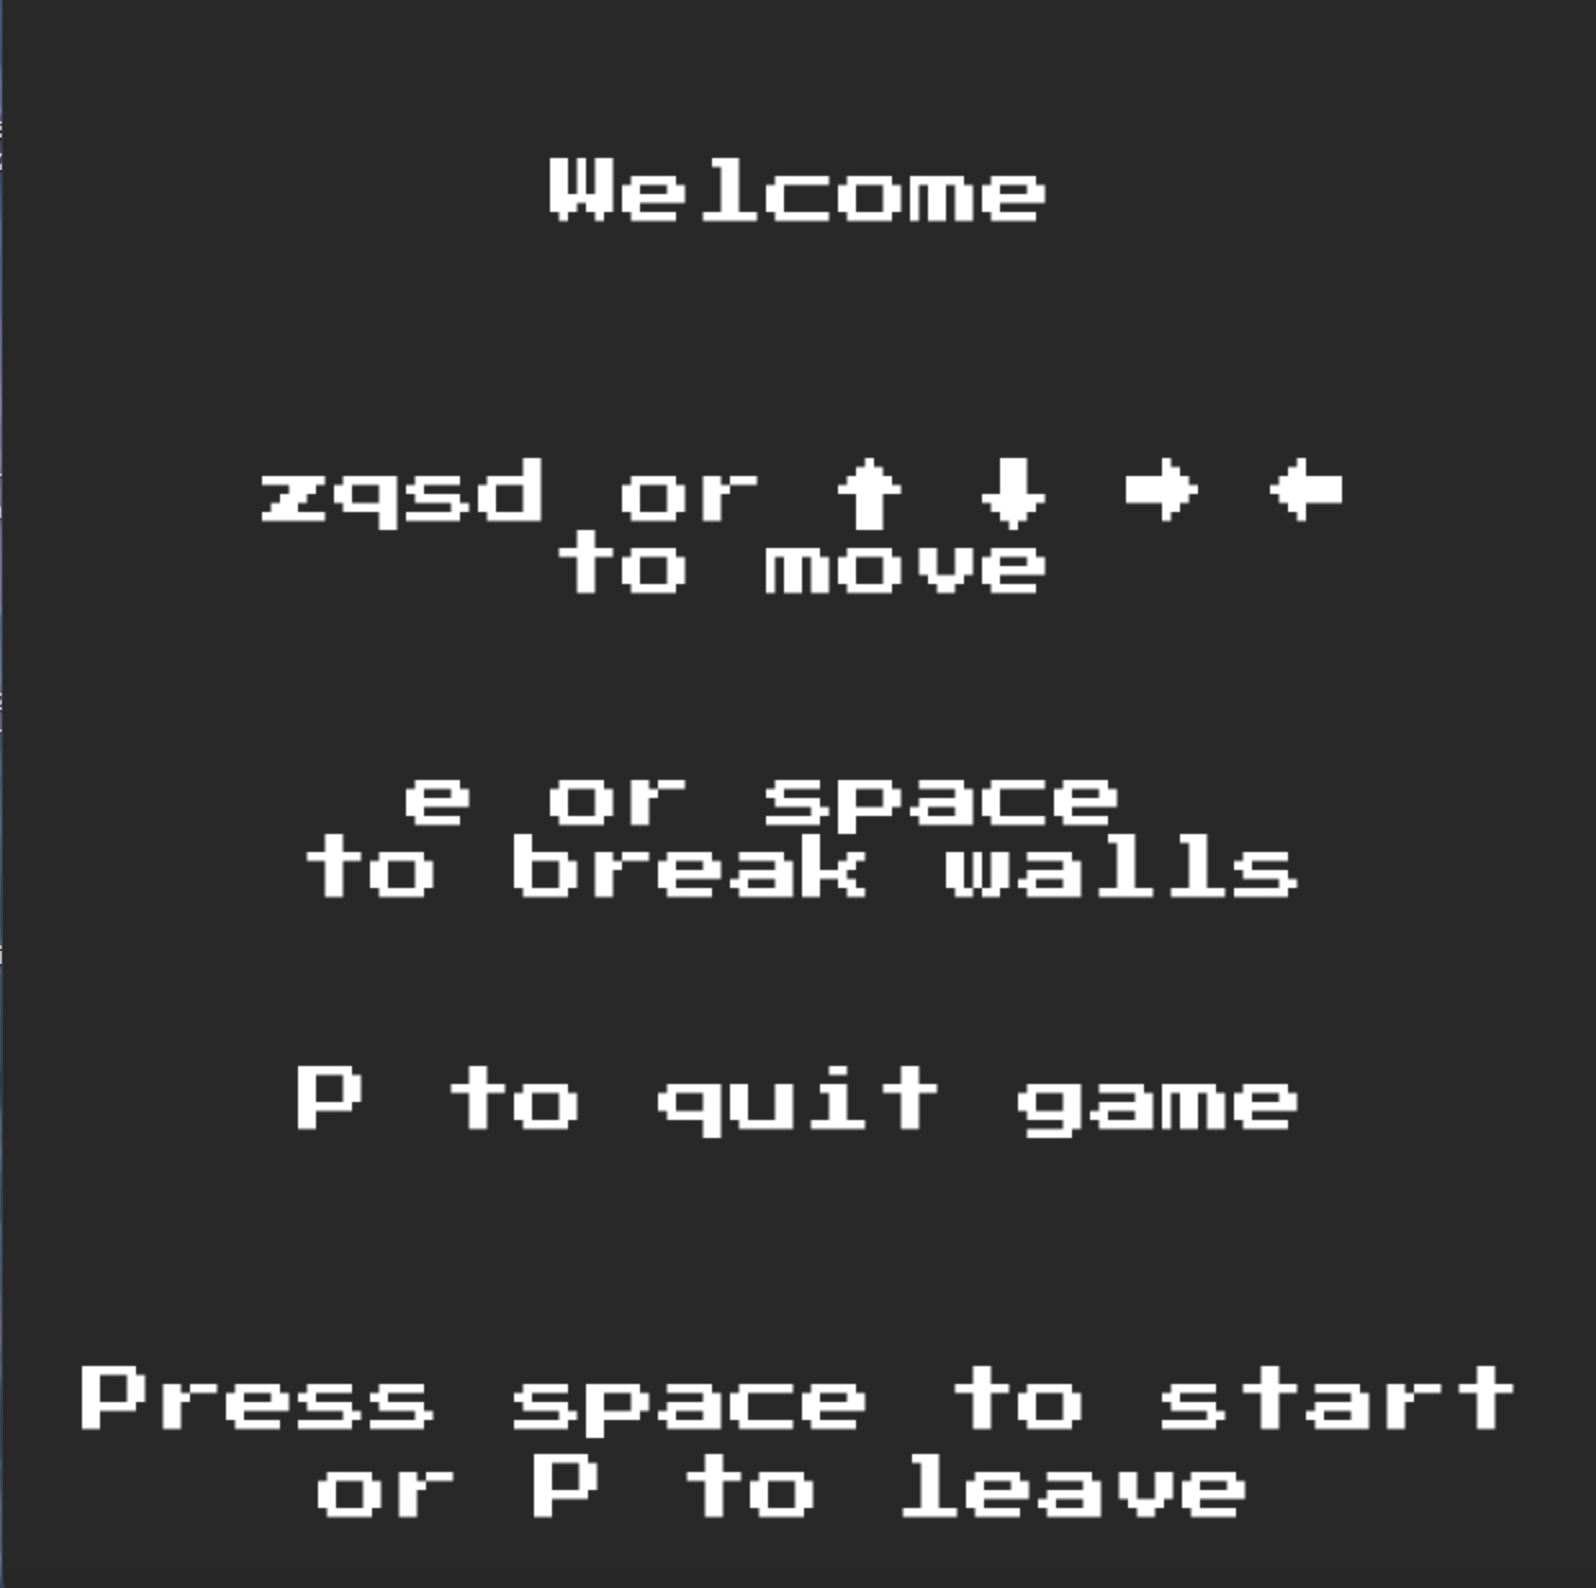 Welcome
zqsd or ↑ ↓ → ←
to move
e or space
to break walls
P to quit game
Press space to start
or P to leave